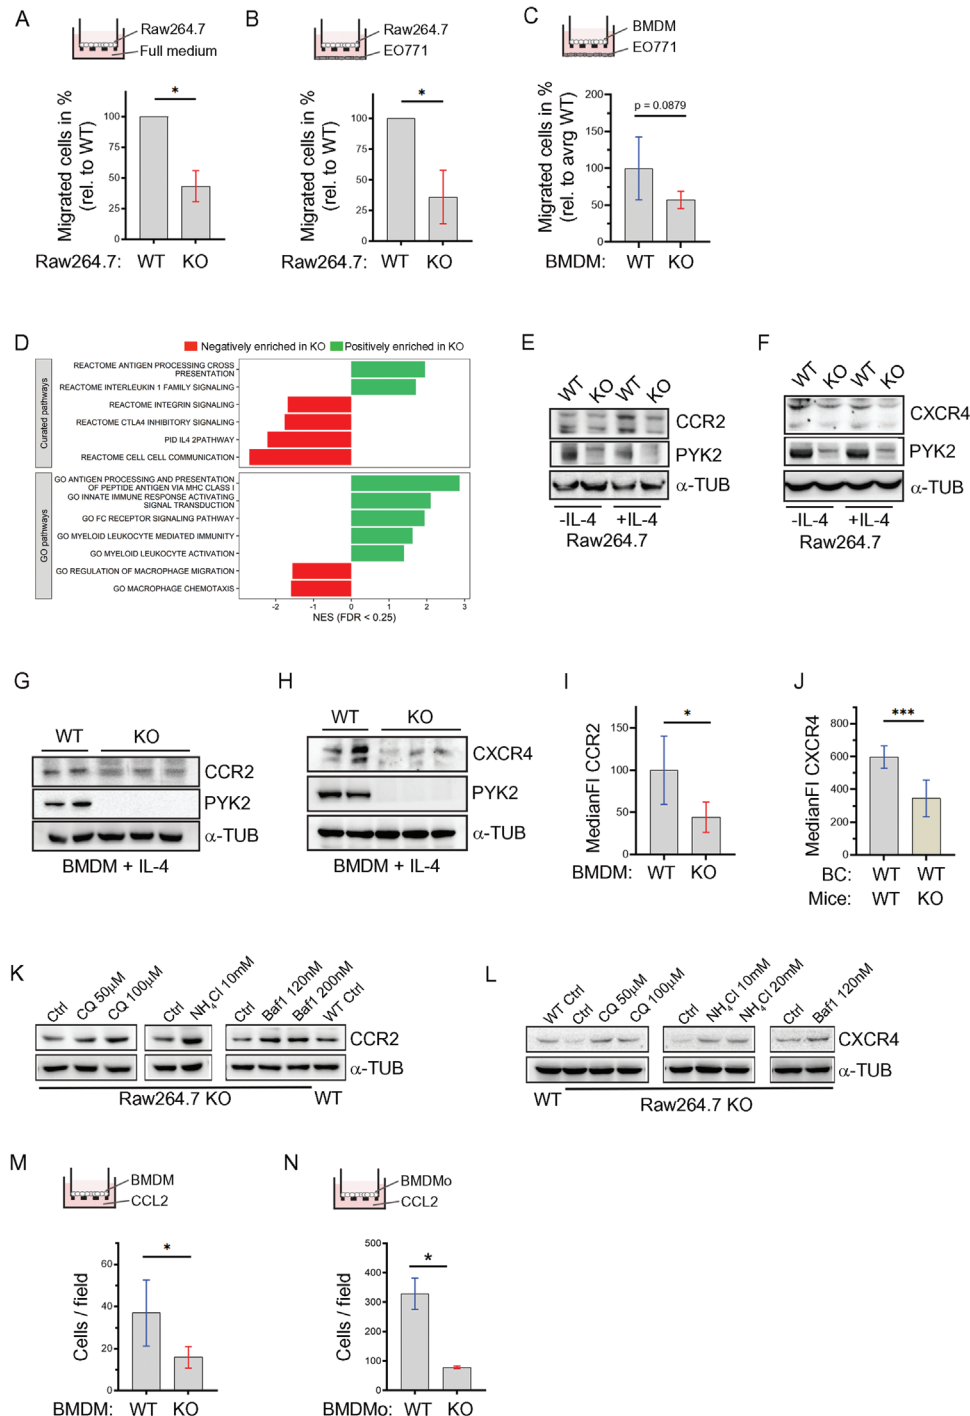 A
Raw264.7
Full medium
Migrated cells in %
(rel. to WT)
100
75
50
25
0
*
Raw264.7: WT KO
B
Raw264.7
EO771
Migrated cells in %
(rel. to WT)
100
75
50
25
0
*
Raw264.7: WT KO
C
BMDM
EO771
Migrated cells in %
(rel. to avrg WT)
200
150
100
50
0
p = 0.0879
BMDM: WT KO
D
Negatively enriched in KO Positively enriched in KO
Curated pathways
REACTOME ANTIGEN PROCESSING CROSS
PRESENTATION
REACTOME INTERLEUKIN 1 FAMILY SIGNALING
REACTOME INTEGRIN SIGNALING
REACTOME CTLA4 INHIBITORY SIGNALING
PID IL4 2PATHWAY
REACTOME CELL CELL COMMUNICATION
GO pathways
GO ANTIGEN PROCESSING AND PRESENTATION
OF PEPTIDE ANTIGEN VIA MHC CLASS I
GO INNATE IMMUNE RESPONSE ACTIVATING
SIGNAL TRANSDUCTION
GO FC RECEPTOR SIGNALING PATHWAY
GO MYELOID LEUKOCYTE MEDIATED IMMUNITY
GO MYELOID LEUKOCYTE ACTIVATION
GO REGULATION OF MACROPHAGE MIGRATION
GO MACROPHAGE CHEMOTAXIS
-2 -1 0 1 2 3
NES (FDR < 0.25)
E
WT KO WT KO
CCR2
PYK2
α-TUB
-IL-4 +IL-4
Raw264.7
F
WT KO WT KO
CXCR4
PYK2
α-TUB
-IL-4 +IL-4
Raw264.7
G
WT KO
CCR2
PYK2
α-TUB
BMDM + IL-4
H
WT KO
CXCR4
PYK2
α-TUB
BMDM + IL-4
I
MedianFI CCR2
150
100
50
0
*
BMDM: WT KO
J
MedianFI CXCR4
800
600
400
200
0
***
BC: WT WT
Mice: WT KO
K
Ctrl CQ 50µM CQ 100µM Ctrl NH4Cl 10mM Ctrl Baf1 120nM Baf1 200nM WT Ctrl
CCR2
α-TUB
Raw264.7 KO WT
L
WT Ctrl Ctrl CQ 50µM CQ 100µM Ctrl NH4Cl 10mM NH4Cl 20mM Ctrl Baf1 120nM
CXCR4
α-TUB
WT Raw264.7 KO
M
BMDM
CCL2
Cells / field
60
40
20
0
*
BMDM: WT KO
N
BMDMo
CCL2
Cells / field
500
400
300
200
100
0
*
BMDMo: WT KO